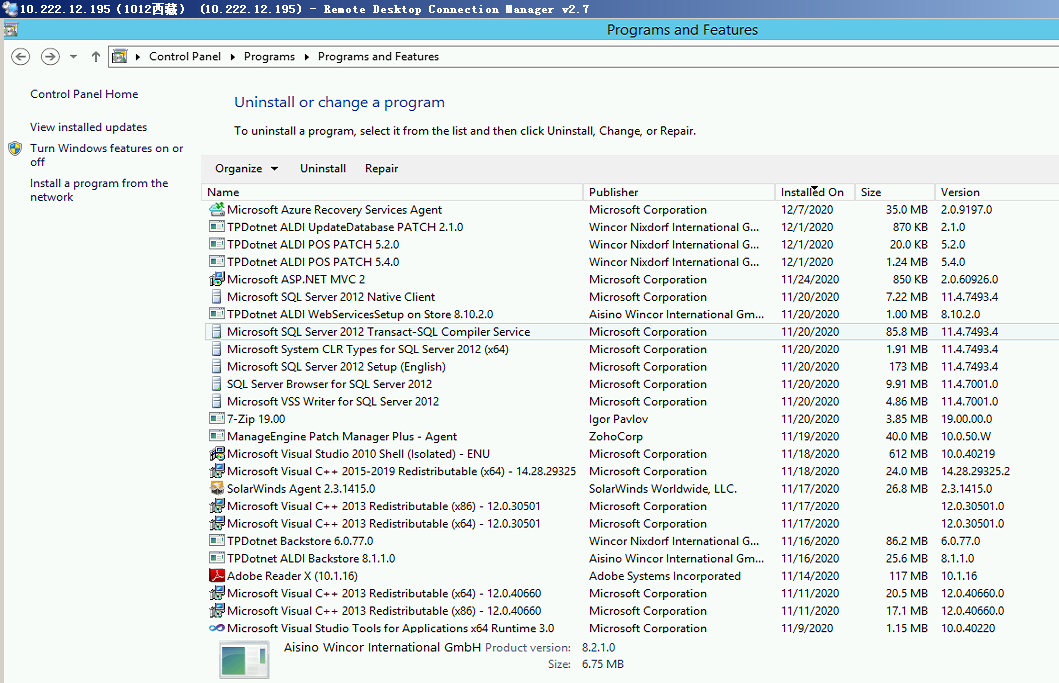 10.222.12.195（1012西藏） (10.222.12.195) - Remote Desktop Connection Manager v2.7
Programs and Features
Control Panel Programs Programs and Features
Control Panel Home
View installed updates
Turn Windows features on or
off
Install a program from the
network
Uninstall or change a program
To uninstall a program, select it from the list and then click Uninstall, Change, or Repair.
Organize Uninstall Repair
Name Publisher Installed On Size Version
Microsoft Azure Recovery Services Agent Microsoft Corporation 12/7/2020 35.0 MB 2.0.9197.0
TPDotnet ALDI UpdateDatabase PATCH 2.1.0 Wincor Nixdorf International G... 12/1/2020 870 KB 2.1.0
TPDotnet ALDI POS PATCH 5.2.0 Wincor Nixdorf International G... 12/1/2020 20.0 KB 5.2.0
TPDotnet ALDI POS PATCH 5.4.0 Wincor Nixdorf International G... 12/1/2020 1.24 MB 5.4.0
Microsoft ASP.NET MVC 2 Microsoft Corporation 11/24/2020 850 KB 2.0.60926.0
Microsoft SQL Server 2012 Native Client Microsoft Corporation 11/20/2020 7.22 MB 11.4.7493.4
TPDotnet ALDI WebServicesSetup on Store 8.10.2.0 Aisino Wincor International Gm... 11/20/2020 1.00 MB 8.10.2.0
Microsoft SQL Server 2012 Transact-SQL Compiler Service Microsoft Corporation 11/20/2020 85.8 MB 11.4.7493.4
Microsoft System CLR Types for SQL Server 2012 (x64) Microsoft Corporation 11/20/2020 1.91 MB 11.4.7493.4
Microsoft SQL Server 2012 Setup (English) Microsoft Corporation 11/20/2020 173 MB 11.4.7493.4
SQL Server Browser for SQL Server 2012 Microsoft Corporation 11/20/2020 9.91 MB 11.4.7001.0
Microsoft VSS Writer for SQL Server 2012 Microsoft Corporation 11/20/2020 4.86 MB 11.4.7001.0
7-Zip 19.00 Igor Pavlov 11/20/2020 3.85 MB 19.00.00.0
ManageEngine Patch Manager Plus - Agent ZohoCorp 11/19/2020 40.0 MB 10.0.50.W
Microsoft Visual Studio 2010 Shell (Isolated) - ENU Microsoft Corporation 11/18/2020 612 MB 10.0.40219
Microsoft Visual C++ 2015-2019 Redistributable (x64) - 14.28.29325 Microsoft Corporation 11/18/2020 24.0 MB 14.28.29325.2
SolarWinds Agent 2.3.1415.0 SolarWinds Worldwide, LLC. 11/17/2020 26.8 MB 2.3.1415.0
Microsoft Visual C++ 2013 Redistributable (x86) - 12.0.30501 Microsoft Corporation 11/17/2020 12.0.30501.0
Microsoft Visual C++ 2013 Redistributable (x64) - 12.0.30501 Microsoft Corporation 11/17/2020 12.0.30501.0
TPDotnet Backstore 6.0.77.0 Wincor Nixdorf International G... 11/16/2020 86.2 MB 6.0.77.0
TPDotnet ALDI Backstore 8.1.1.0 Aisino Wincor International Gm... 11/16/2020 25.6 MB 8.1.1.0
Adobe Reader X (10.1.16) Adobe Systems Incorporated 11/14/2020 117 MB 10.1.16
Microsoft Visual C++ 2013 Redistributable (x64) - 12.0.40660 Microsoft Corporation 11/11/2020 20.5 MB 12.0.40660.0
Microsoft Visual C++ 2013 Redistributable (x86) - 12.0.40660 Microsoft Corporation 11/11/2020 17.1 MB 12.0.40660.0
Microsoft Visual Studio Tools for Applications x64 Runtime 3.0 Microsoft Corporation 11/9/2020 1.15 MB 10.0.40220
Aisino Wincor International GmbH Product version: 8.2.1.0
Size: 6.75 MB